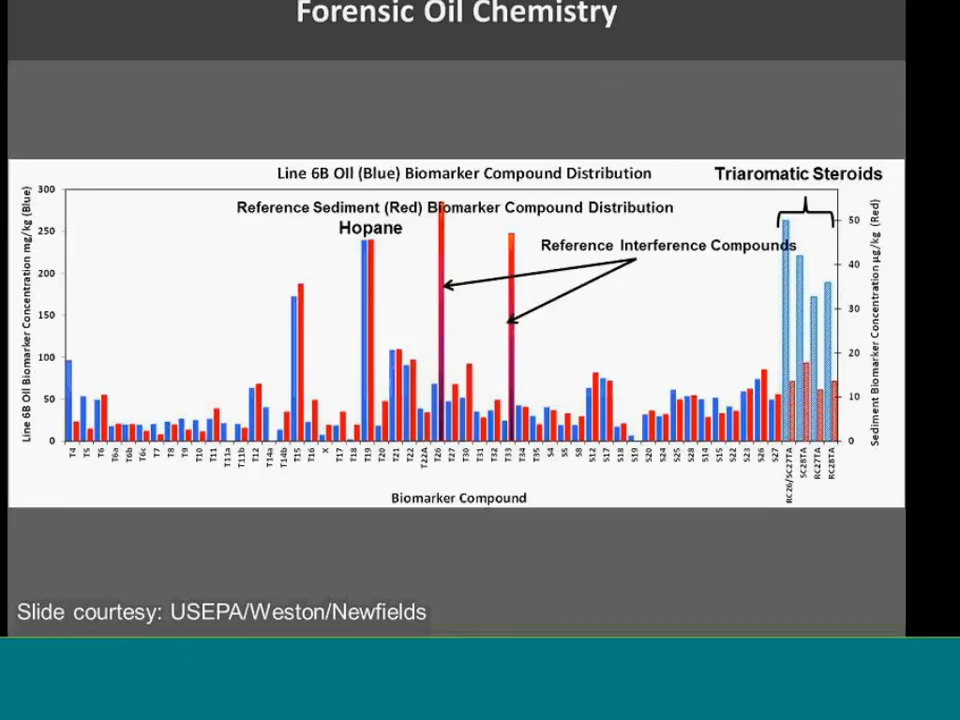 Forensic Oil Chemistry
Line 6B OIl (Blue) Biomarker Compound Distribution
Triaromatic Steroids
Reference Sediment (Red) Biomarker Compound Distribution
Hopane
Reference Interference Compounds
Line 6B Oil Biomarker Concentration mg/kg (Blue)
300
250
200
150
100
50
0
50
40
30
20
10
0
Sediment Biomarker Concentration µg/kg (Red)
T4 T5 T6 T6a T6b T6c T7 T8 T9 T10 T11 T11a T11b T12 T14a T14b T15 T16 X T17 T18 T19 T20 T21 T22 T22A T26 T27 T30 T31 T32 T33 T34 T35 S4 S5 S8 S12 S17 S18 S19 S20 S24 S25 S28 S14 S15 S22 S23 S26 S27 RC26/SC27TA SC28TA RC27TA RC28TA
Biomarker Compound
Slide courtesy: USEPA/Weston/Newfields